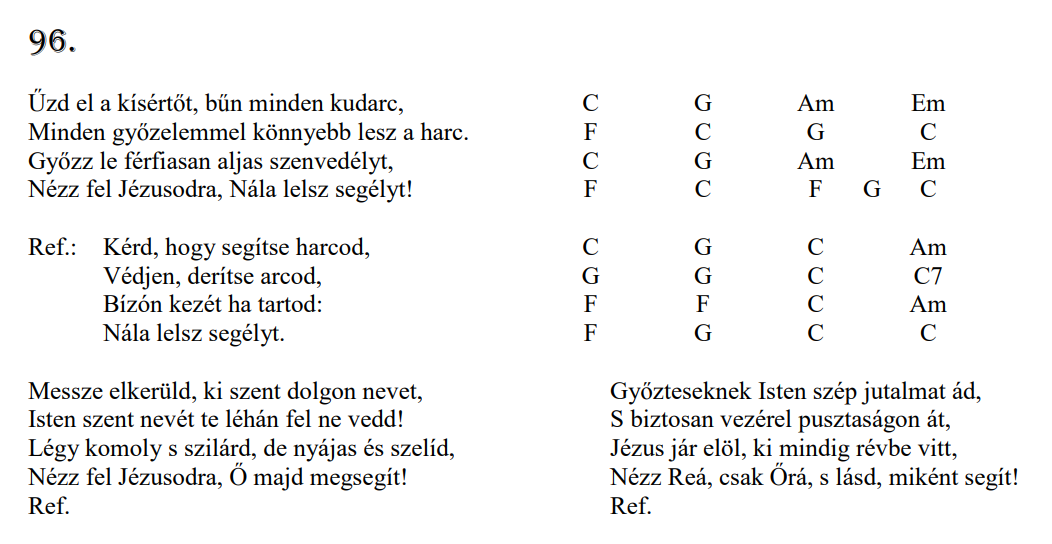 96.
Űzd el a kísértőt, bűn minden kudarc, C G Am Em
Minden győzelemmel könnyebb lesz a harc. F C G C
Győzz le férfiasan aljas szenvedélyt, C G Am Em
Nézz fel Jézusodra, Nála lelsz segélyt! F C F G C
Ref.: Kérd, hogy segítse harcod, C G C Am
Védjen, derítse arcod, G G C C7
Bízón kezét ha tartod: F F C Am
Nála lelsz segélyt. F G C C
Messze elkerüld, ki szent dolgon nevet,
Isten szent nevét te léhán fel ne vedd!
Légy komoly s szilárd, de nyájas és szelíd,
Nézz fel Jézusodra, Ő majd megsegít!
Ref.
Győzteseknek Isten szép jutalmat ád,
S biztosan vezérel pusztaságon át,
Jézus jár elöl, ki mindig révbe vitt,
Nézz Reá, csak Őrá, s lásd, miként segít!
Ref.